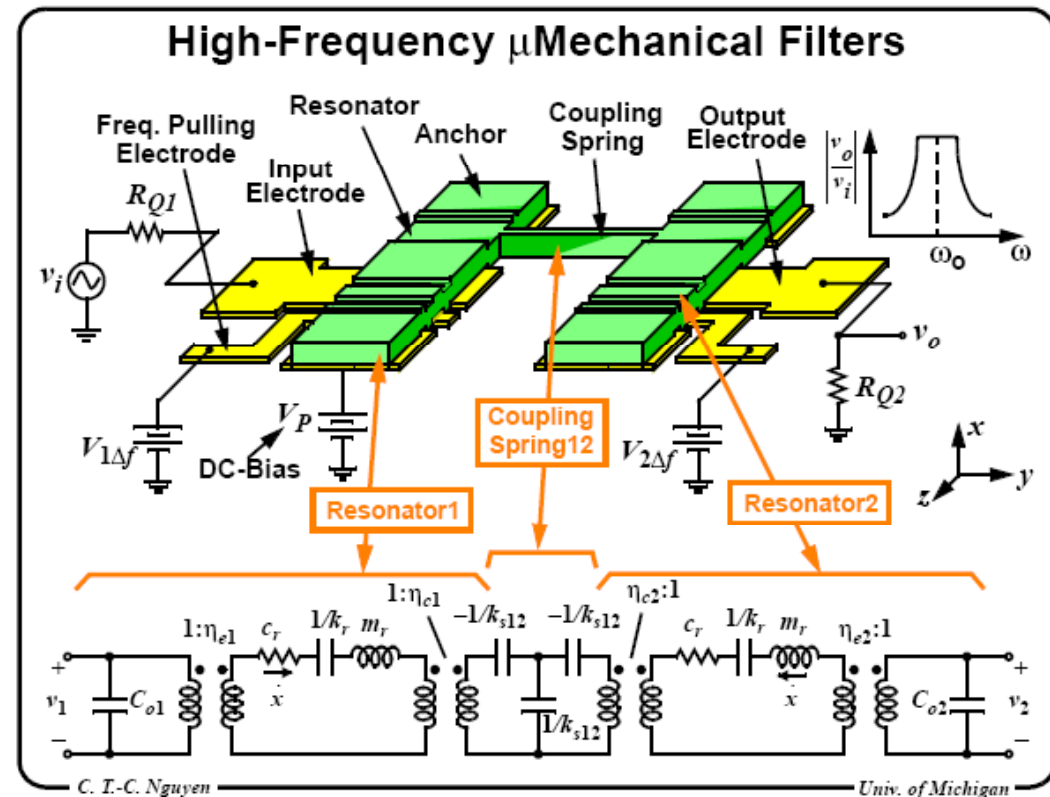 High-Frequency μMechanical Filters
Resonator
Anchor
Coupling
Spring
Output
Electrode
Freq. Pulling
Electrode
Input
Electrode
R_Q1
v_i
|v_o/v_i|
ω_o
ω
v_o
R_Q2
V_P
DC-Bias
V_1Δf
V_2Δf
Coupling
Spring12
Resonator1
Resonator2
x
y
z
1:η_e1
c_r
1/k_r
m_r
1:η_c1
−1/k_s12
−1/k_s12
η_c2:1
c_r
1/k_r
m_r
η_e2:1
+
v_1
−
C_o1
ẋ
1/k_s12
ẋ
C_o2
+
v_2
−
C. T.-C. Nguyen
Univ. of Michigan